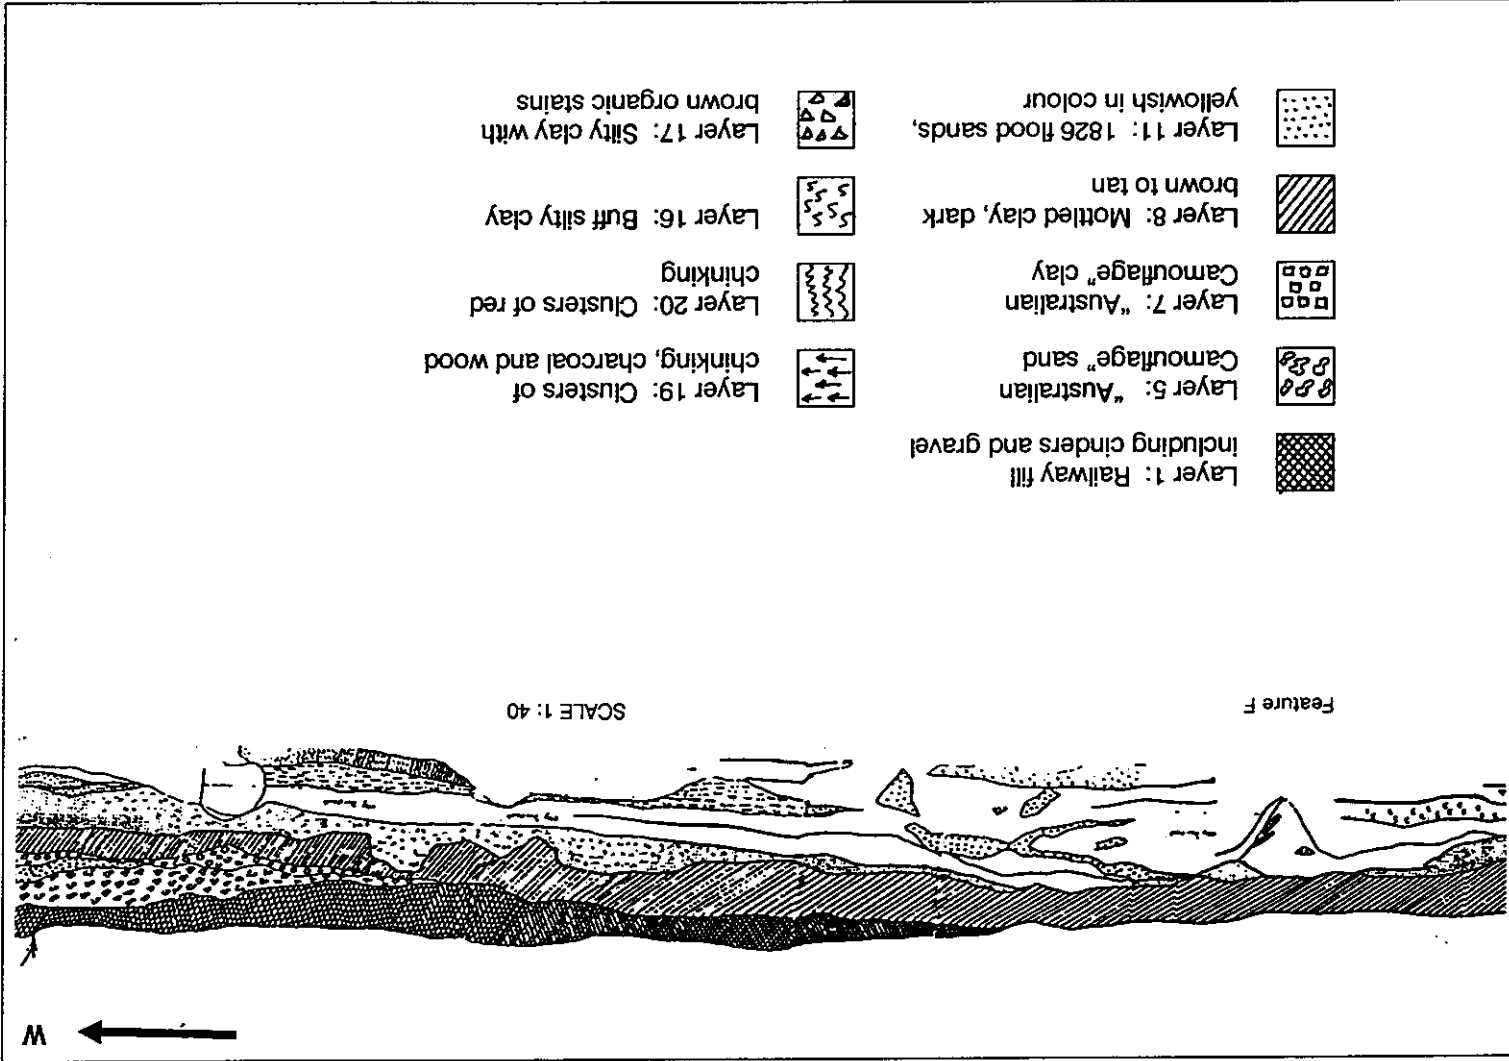 W
Feature F
SCALE 1: 40
Layer 1: Railway fill
including cinders and gravel
Layer 5: "Australian
Camouflage" sand
Layer 7: "Australian
Camouflage" clay
Layer 8: Mottled clay, dark
brown to tan
Layer 11: 1826 flood sands,
yellowish in colour
Layer 19: Clusters of
chinking, charcoal and wood
Layer 20: Clusters of red
chinking
Layer 16: Buff silty clay
Layer 17: Silty clay with
brown organic stains